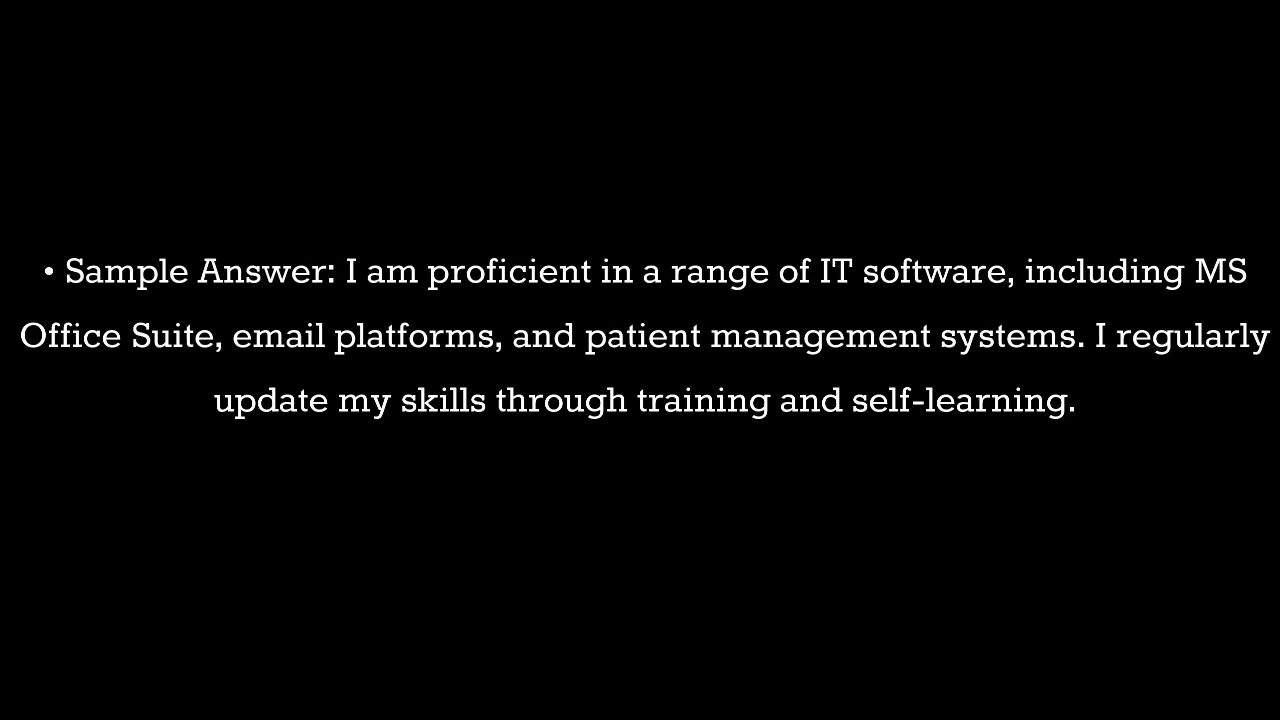 • Sample Answer: I am proficient in a range of IT software, including MS
Office Suite, email platforms, and patient management systems. I regularly
update my skills through training and self-learning.